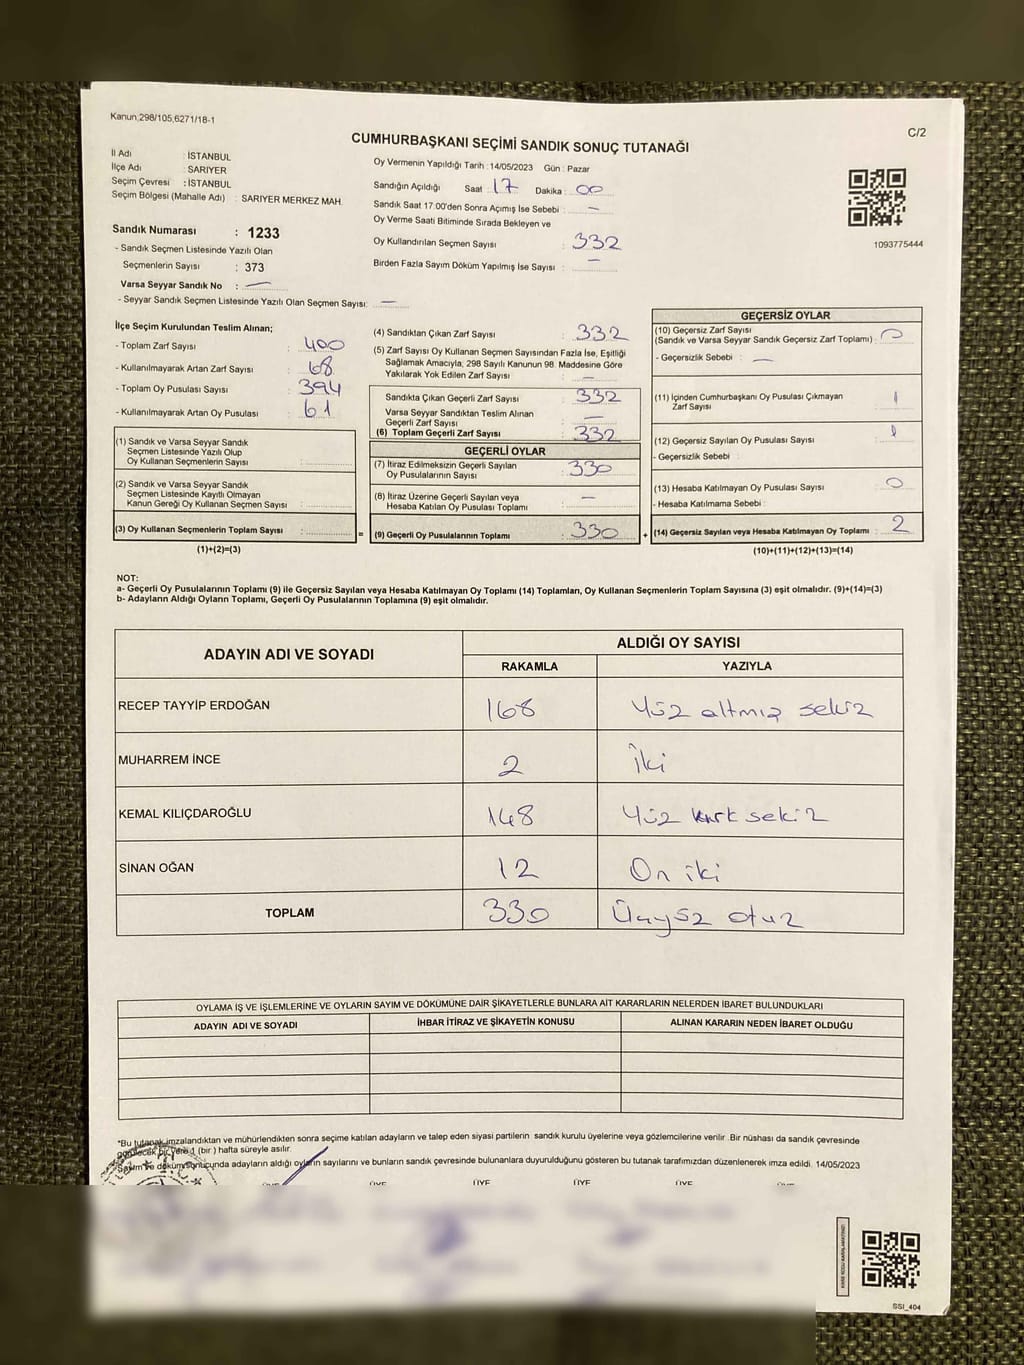 Kanun,298/105,6271/18-1
C/2
CUMHURBAŞKANI SEÇİMİ SANDIK SONUÇ TUTANAĞI
İl Adı : İSTANBUL
İlçe Adı : SARIYER
Seçim Çevresi : İSTANBUL
Seçim Bölgesi (Mahalle Adı) : SARIYER MERKEZ MAH.
Sandık Numarası : 1233
- Sandık Seçmen Listesinde Yazılı Olan
Seçmenlerin Sayısı : 373
Varsa Seyyar Sandık No : —
- Seyyar Sandık Seçmen Listesinde Yazılı Olan Seçmen Sayısı: —
Oy Vermenin Yapıldığı Tarih : 14/05/2023 Gün : Pazar
Sandığın Açıldığı Saat : 17 Dakika : 00
Sandık Saat 17.00'den Sonra Açımış İse Sebebi : —
Oy Verme Saati Bitiminde Sırada Bekleyen ve
Oy Kullandırılan Seçmen Sayısı : 332
Birden Fazla Sayım Döküm Yapılmış İse Sayısı : —
1093775444
İlçe Seçim Kurulundan Teslim Alınan;
- Toplam Zarf Sayısı : 400
- Kullanılmayarak Artan Zarf Sayısı : 68
- Toplam Oy Pusulası Sayısı : 394
- Kullanılmayarak Artan Oy Pusulası : 61
(1) Sandık ve Varsa Seyyar Sandık
Seçmen Listesinde Yazılı Olup
Oy Kullanan Seçmenlerin Sayısı :
(2) Sandık ve Varsa Seyyar Sandık
Seçmen Listesinde Kayıtlı Olmayan
Kanun Gereği Oy Kullanan Seçmen Sayısı :
(3) Oy Kullanan Seçmenlerin Toplam Sayısı :
(1)+(2)=(3)
(4) Sandıktan Çıkan Zarf Sayısı : 332
(5) Zarf Sayısı Oy Kullanan Seçmen Sayısından Fazla İse, Eşitliği
Sağlamak Amacıyla, 298 Sayılı Kanunun 98. Maddesine Göre
Yakılarak Yok Edilen Zarf Sayısı : —
Sandıkta Çıkan Geçerli Zarf Sayısı : 332
Varsa Seyyar Sandıktan Teslim Alınan
Geçerli Zarf Sayısı : —
(6) Toplam Geçerli Zarf Sayısı : 332
GEÇERLİ OYLAR
(7) İtiraz Edilmeksizin Geçerli Sayılan
Oy Pusulalarının Sayısı : 330
(8) İtiraz Üzerine Geçerli Sayılan veya
Hesaba Katılan Oy Pusulası Toplamı : —
= (9) Geçerli Oy Pusulalarının Toplamı : 330
GEÇERSİZ OYLAR
(10) Geçersiz Zarf Sayısı
(Sandık ve Varsa Seyyar Sandık Geçersiz Zarf Toplamı) : 0
- Geçersizlik Sebebi : —
(11) İçinden Cumhurbaşkanı Oy Pusulası Çıkmayan
Zarf Sayısı : 1
(12) Geçersiz Sayılan Oy Pusulası Sayısı : 1
- Geçersizlik Sebebi :
(13) Hesaba Katılmayan Oy Pusulası Sayısı : 0
- Hesaba Katılmama Sebebi :
+ (14) Geçersiz Sayılan veya Hesaba Katılmayan Oy Toplamı : 2
(10)+(11)+(12)+(13)=(14)
NOT:
a- Geçerli Oy Pusulalarının Toplamı (9) ile Geçersiz Sayılan veya Hesaba Katılmayan Oy Toplamı (14) Toplamları, Oy Kullanan Seçmenlerin Toplam Sayısına (3) eşit olmalıdır. (9)+(14)=(3)
b- Adayların Aldığı Oyların Toplamı, Geçerli Oy Pusulalarının Toplamına (9) eşit olmalıdır.
ADAYIN ADI VE SOYADI ALDIĞI OY SAYISI
RAKAMLA YAZIYLA
RECEP TAYYİP ERDOĞAN 168 Yüz altmış sekiz
MUHARREM İNCE 2 İki
KEMAL KILIÇDAROĞLU 148 Yüz kırk sekiz
SİNAN OĞAN 12 On iki
TOPLAM 330 Üçyüz otuz
OYLAMA İŞ VE İŞLEMLERİNE VE OYLARIN SAYIM VE DÖKÜMÜNE DAİR ŞİKAYETLERLE BUNLARA AİT KARARLARIN NELERDEN İBARET BULUNDUKLARI
ADAYIN ADI VE SOYADI İHBAR İTİRAZ VE ŞİKAYETİN KONUSU ALINAN KARARIN NEDEN İBARET OLDUĞU
*Bu tutanak imzalandıktan ve mühürlendikten sonra seçime katılan adayların ve talep eden siyasi partilerin sandık kurulu üyelerine veya gözlemcilerine verilir .Bir nüshası da sandık çevresinde
görülecek bir yere 1 (bir ) hafta süreyle asılır.
Sayım ve dökümü sonucunda adayların aldığı oyların sayılarını ve bunların sandık çevresinde bulunanlara duyurulduğunu gösteren bu tutanak tarafımızdan düzenlenerek imza edildi. 14/05/2023
ÜYE ÜYE ÜYE ÜYE
SSI_404